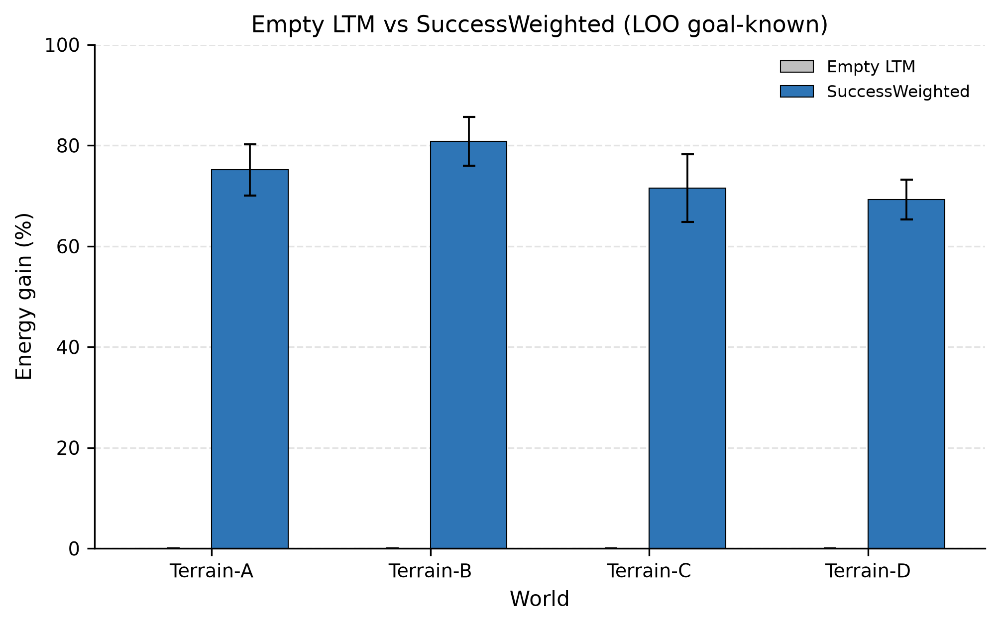 Empty LTM vs SuccessWeighted (LOO goal-known)
Empty LTM
SuccessWeighted
Energy gain (%)
100
80
60
40
20
0
Terrain-A
Terrain-B
Terrain-C
Terrain-D
World